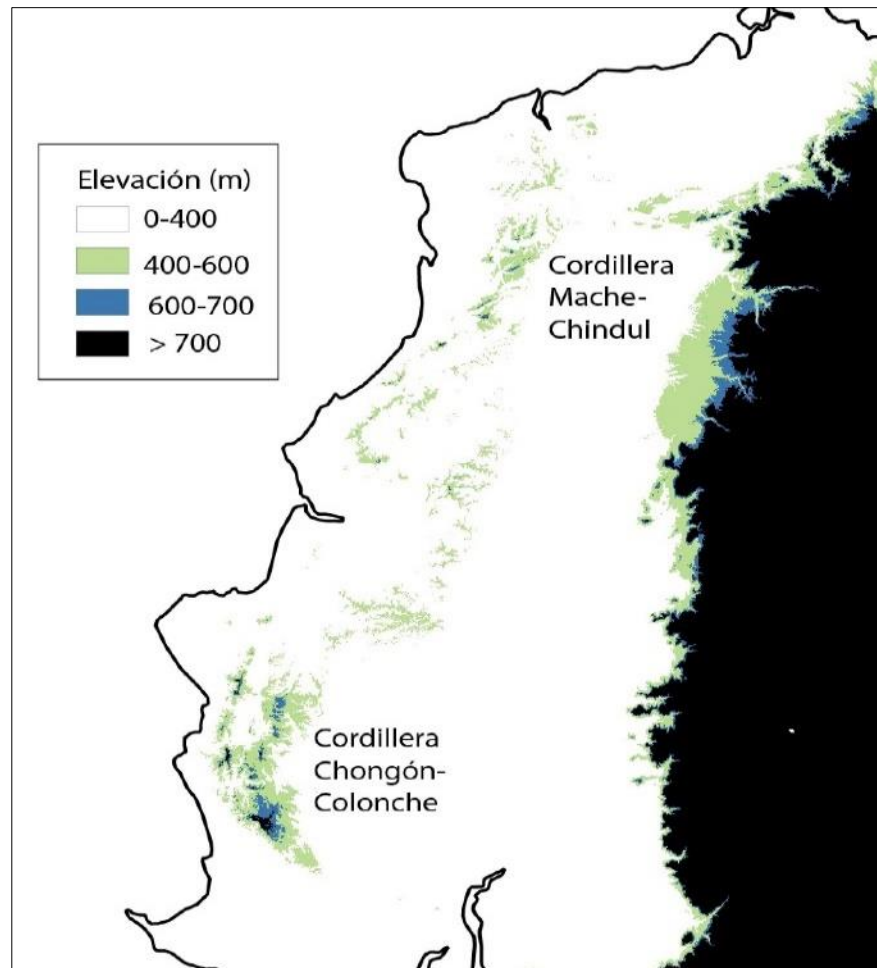 Elevación (m)
0-400
400-600
600-700
> 700
Cordillera
Mache-
Chindul
Cordillera
Chongón-
Colonche